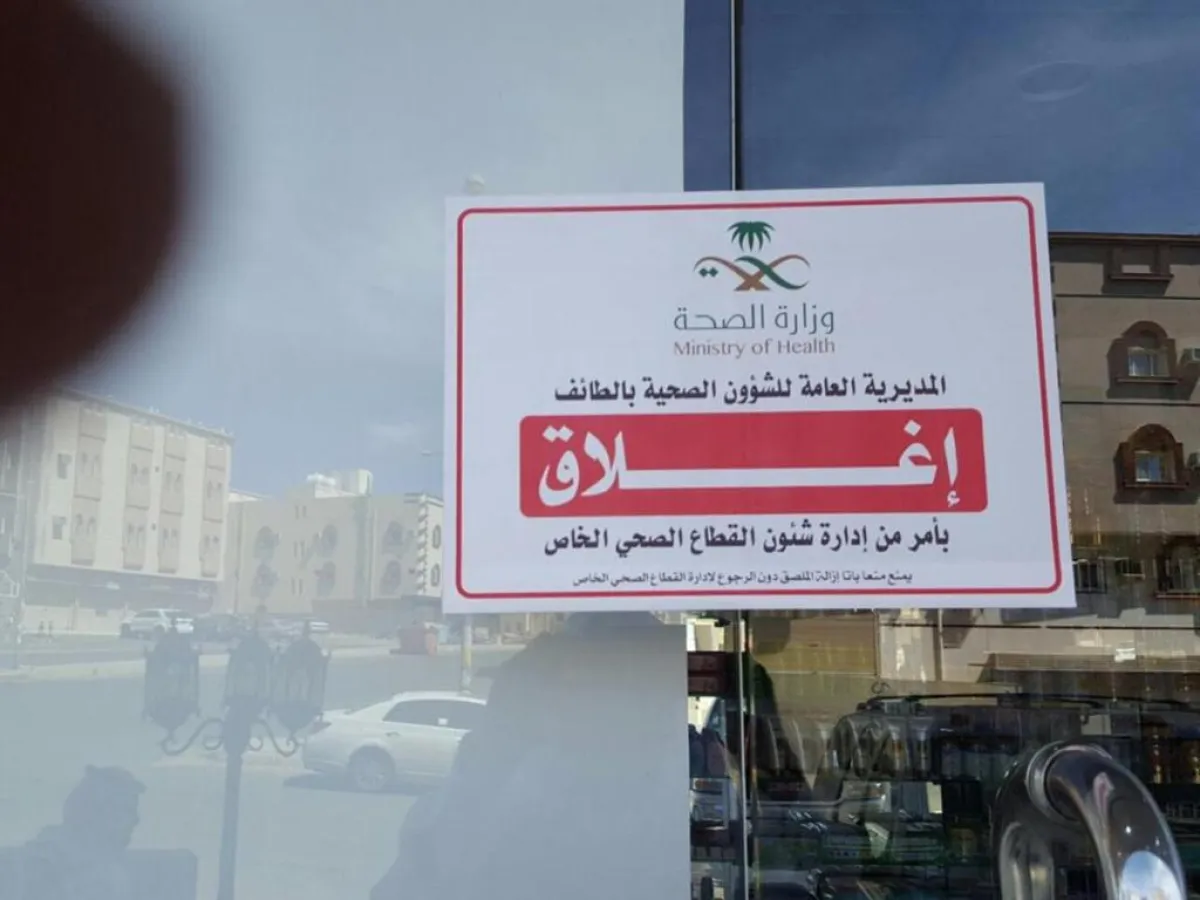 وزارة الصحة
Ministry of Health
المديرية العامة للشؤون الصحية بالطائف
إغلاق
بأمر من إدارة شئون القطاع الصحي الخاص
يمنع منعا باتا إزالة الملصق دون الرجوع لادارة القطاع الصحي الخاص